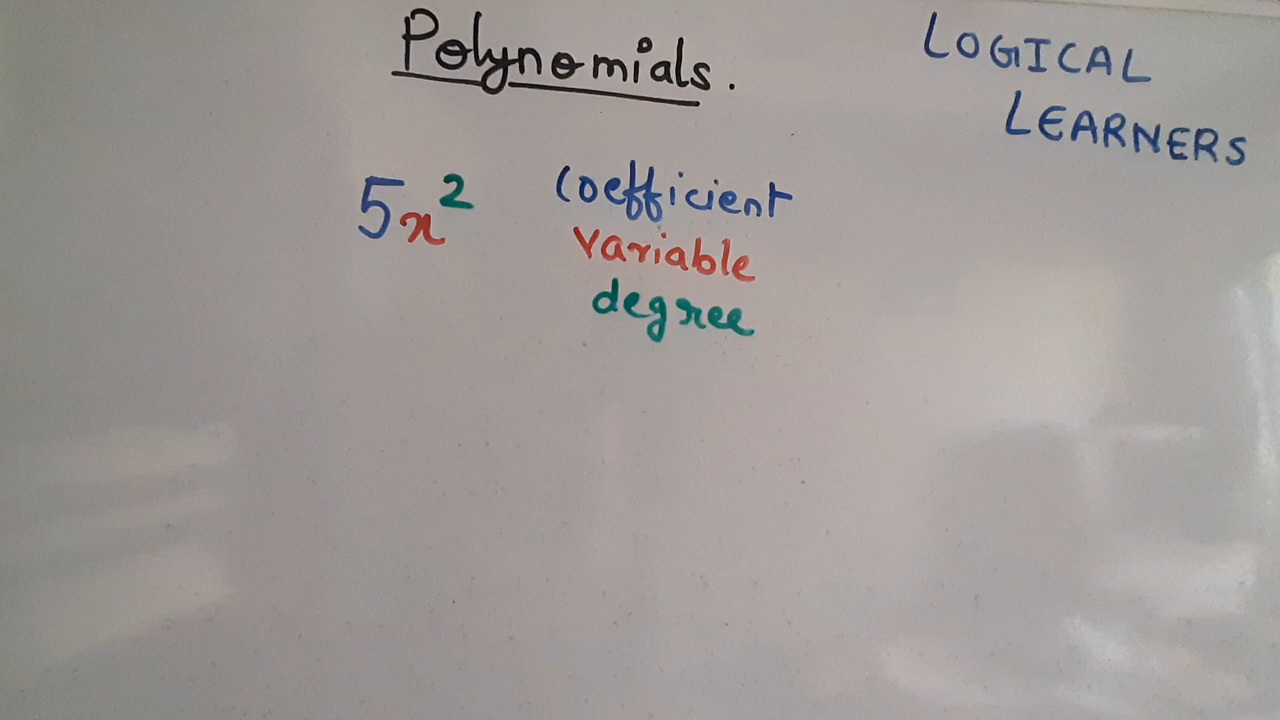 Polynomials.
LOGICAL
LEARNERS
5x² coefficient
variable
degree